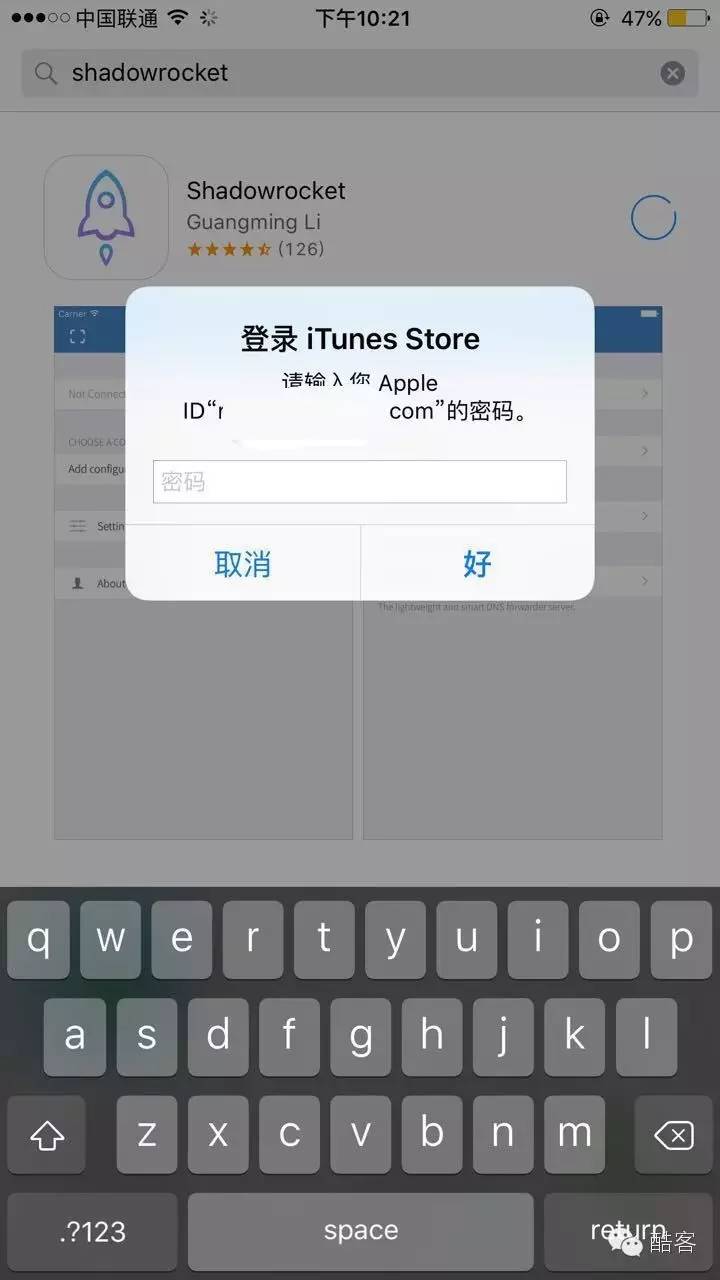 中国联通 下午10:21 47%
shadowrocket
Shadowrocket
Guangming Li
(126)
Carrier
登录 iTunes Store
请输入您 Apple
ID“ com”的密码。
密码
取消 好
Not Connect
CHOOSE A CO
Add configu
Settin
About
The lightweight and smart DNS forwarder server.
q w e r t y u i o p
a s d f g h j k l
z x c v b n m
.?123 space return
酷客